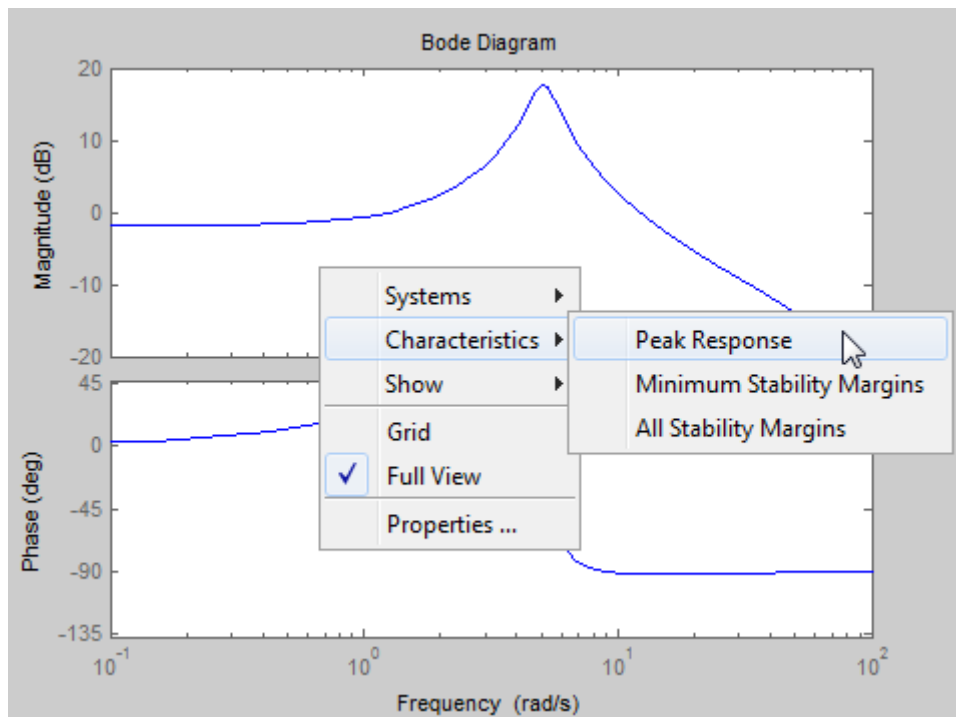 Bode Diagram
20
10
0
-10
-20
Magnitude (dB)
Systems
Characteristics
Show
Grid
Full View
Properties ...
Peak Response
Minimum Stability Margins
All Stability Margins
45
0
-45
-90
-135
Phase (deg)
10^-1
10^0
10^1
10^2
Frequency (rad/s)